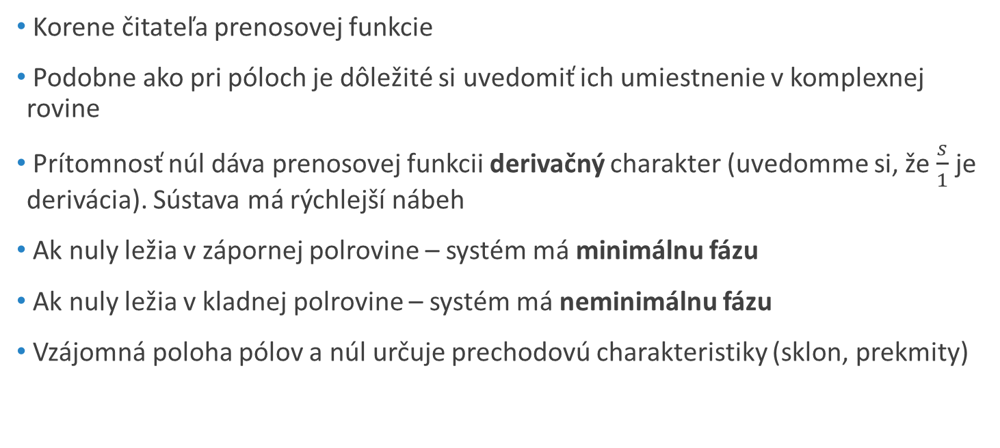 • Korene čitateľa prenosovej funkcie
• Podobne ako pri póloch je dôležité si uvedomiť ich umiestnenie v komplexnej
rovine
• Prítomnosť núl dáva prenosovej funkcii derivačný charakter (uvedomme si, že s/1 je
derivácia). Sústava má rýchlejší nábeh
• Ak nuly ležia v zápornej polrovine – systém má minimálnu fázu
• Ak nuly ležia v kladnej polrovine – systém má neminimálnu fázu
• Vzájomná poloha pólov a núl určuje prechodovú charakteristiky (sklon, prekmity)